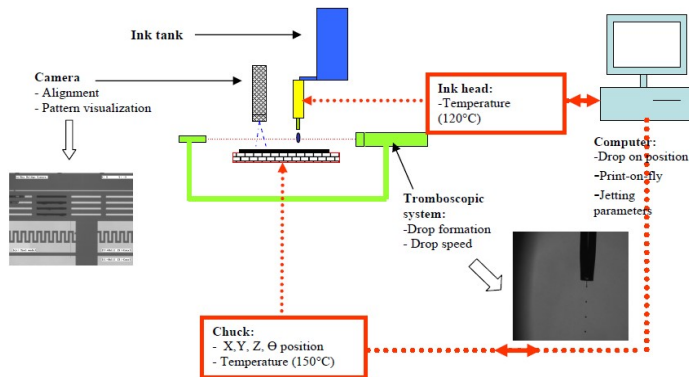 Ink tank
Camera
- Alignment
- Pattern visualization
Ink head:
-Temperature
(120°C)
Computer:
-Drop on position
-Print-on-fly
-Jetting
parameters
Tromboscopic
system:
-Drop formation
- Drop speed
Chuck:
- X,Y, Z, Θ position
- Temperature (150°C)